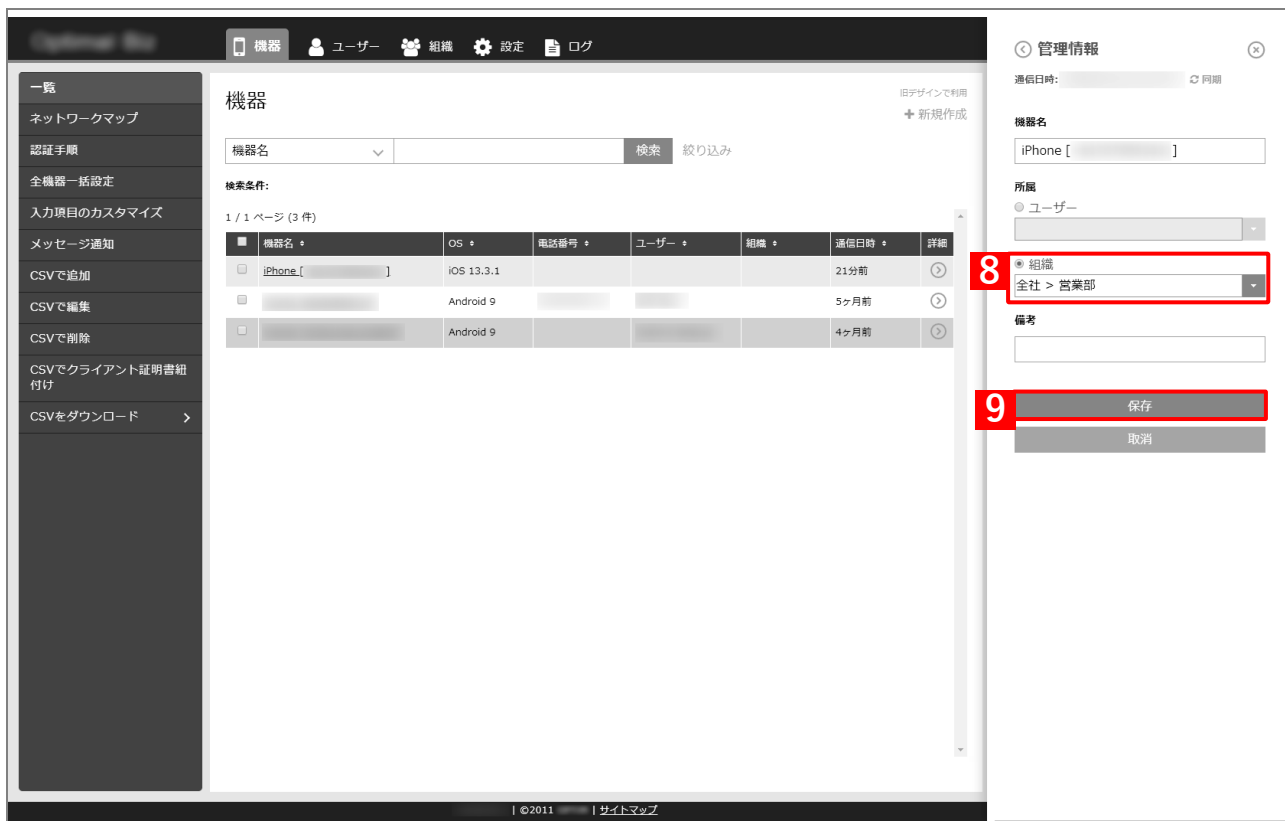 機器 ユーザー 組織 設定 ログ
一覧
ネットワークマップ
認証手順
全機器一括設定
入力項目のカスタマイズ
メッセージ通知
CSVで追加
CSVで編集
CSVで削除
CSVでクライアント証明書紐
付け
CSVをダウンロード
機器
旧デザインで利用
+ 新規作成
機器名 検索 絞り込み
検索条件:
1 / 1 ページ (3 件)
機器名 OS 電話番号 ユーザー 組織 通信日時 詳細
iPhone [ ] iOS 13.3.1 21分前
Android 9 5ヶ月前
Android 9 4ヶ月前
| ©2011 | サイトマップ
管理情報
通信日時: 同期
機器名
iPhone [ ]
所属
ユーザー
8
組織
全社 > 営業部
備考
9
保存
取消